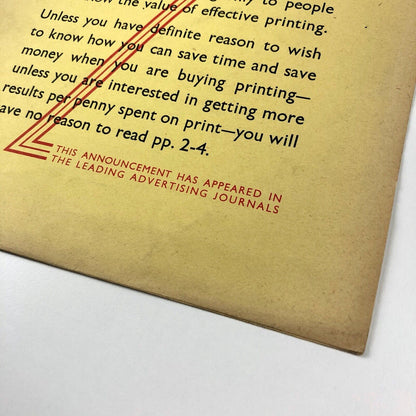 to people
know the value of effective printing.
Unless you have definite reason to wish
to know how you can save time and save
money when you are buying printing—
unless you are interested in getting more
results per penny spent on print—you will
have no reason to read pp. 2-4.
THIS ANNOUNCEMENT HAS APPEARED IN
THE LEADING ADVERTISING JOURNALS